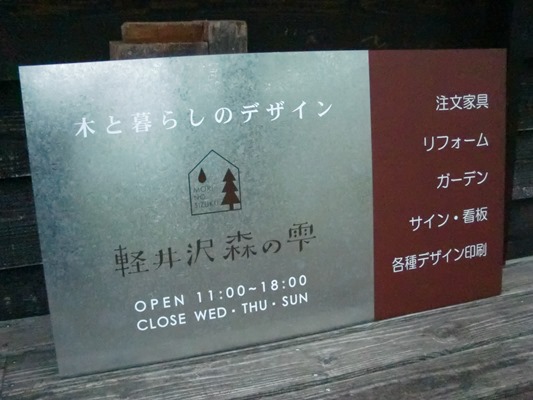 木と暮らしのデザイン
MORI
NO
SIZUKU
軽井沢 森の雫
OPEN 11:00~18:00
CLOSE WED・THU・SUN
注文家具
リフォーム
ガーデン
サイン・看板
各種デザイン印刷